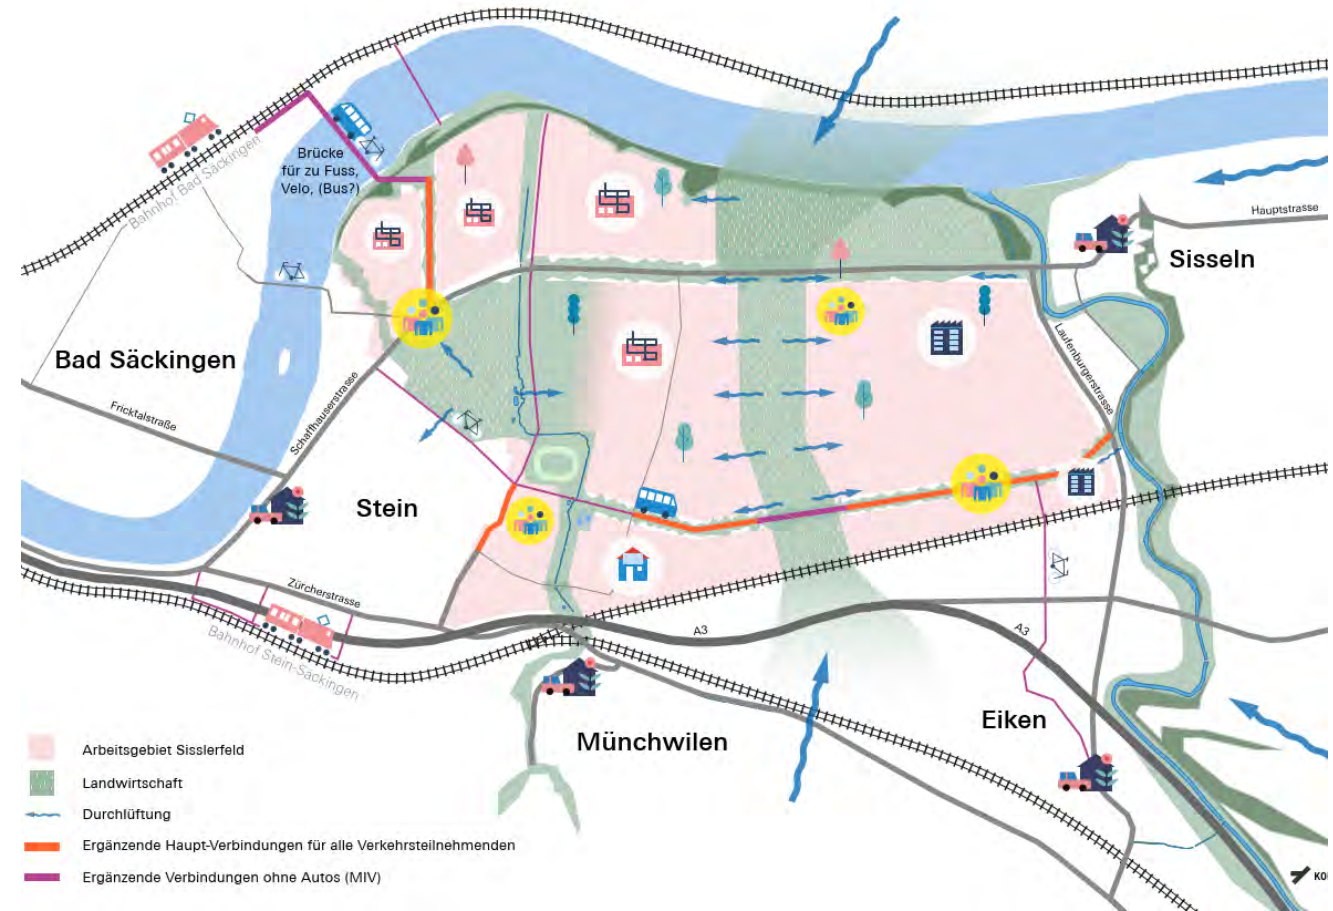 Brücke
für zu Fuss,
Velo, (Bus?)
Bahnhof Bad Säckingen
Hauptstrasse
Sisseln
Bad Säckingen
Fricktalstraße
Schaffhauserstrasse
Laufenburgerstrasse
Stein
Zürcherstrasse
Bahnhof Stein-Säckingen
A3
A3
Münchwilen
Eiken
Arbeitsgebiet Sisslerfeld
Landwirtschaft
Durchlüftung
Ergänzende Haupt-Verbindungen für alle Verkehrsteilnehmenden
Ergänzende Verbindungen ohne Autos (MIV)